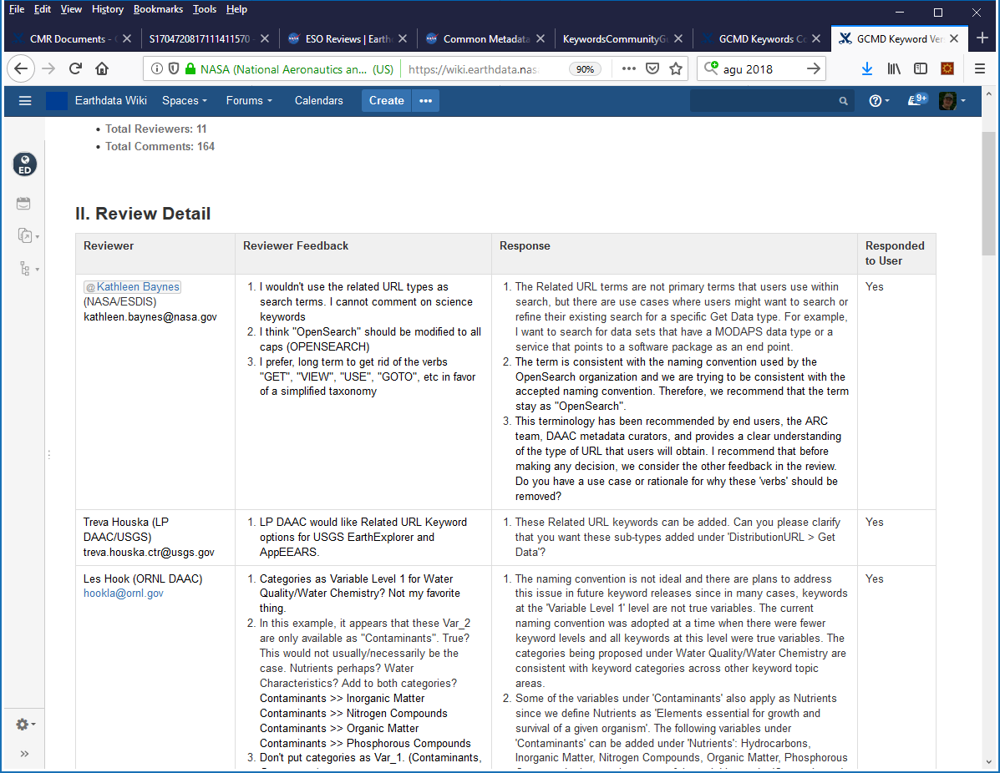 File Edit View History Bookmarks Tools Help
CMR Documents -
S1704720817111411570 -
ESO Reviews | Earth
Common Metadata
KeywordsCommunityGu
GCMD Keywords Co
GCMD Keyword Ver
NASA (National Aeronautics an... (US)
https://wiki.earthdata.nas
90%
agu 2018
Earthdata Wiki
Spaces
Forums
Calendars
Create
9+
ED
• Total Reviewers: 11
• Total Comments: 164
II. Review Detail
Reviewer
Reviewer Feedback
Response
Responded
to User
@Kathleen Baynes
(NASA/ESDIS)
kathleen.baynes@nasa.gov
1. I wouldn't use the related URL types as
search terms. I cannot comment on science
keywords
2. I think "OpenSearch" should be modified to all
caps (OPENSEARCH)
3. I prefer, long term to get rid of the verbs
"GET", "VIEW", "USE", "GOTO", etc in favor
of a simplified taxonomy
1. The Related URL terms are not primary terms that users use within
search, but there are use cases where users might want to search or
refine their existing search for a specific Get Data type. For example,
I want to search for data sets that have a MODAPS data type or a
service that points to a software package as an end point.
2. The term is consistent with the naming convention used by the
OpenSearch organization and we are trying to be consistent with the
accepted naming convention. Therefore, we recommend that the term
stay as "OpenSearch".
3. This terminology has been recommended by end users, the ARC
team, DAAC metadata curators, and provides a clear understanding
of the type of URL that users will obtain. I recommend that before
making any decision, we consider the other feedback in the review.
Do you have a use case or rationale for why these 'verbs' should be
removed?
Yes
Treva Houska (LP
DAAC/USGS)
treva.houska.ctr@usgs.gov
1. LP DAAC would like Related URL Keyword
options for USGS EarthExplorer and
AppEEARS.
1. These Related URL keywords can be added. Can you please clarify
that you want these sub-types added under 'DistributionURL > Get
Data'?
Yes
Les Hook (ORNL DAAC)
hookla@ornl.gov
1. Categories as Variable Level 1 for Water
Quality/Water Chemistry? Not my favorite
thing.
2. In this example, it appears that these Var_2
are only available as "Contaminants". True?
This would not usually/necessarily be the
case. Nutrients perhaps? Water
Characteristics? Add to both categories?
Contaminants >> Inorganic Matter
Contaminants >> Nitrogen Compounds
Contaminants >> Organic Matter
Contaminants >> Phosphorous Compounds
3. Don't put categories as Var_1. (Contaminants,
1. The naming convention is not ideal and there are plans to address
this issue in future keyword releases since in many cases, keywords
at the 'Variable Level 1' level are not true variables. The current
naming convention was adopted at a time when there were fewer
keyword levels and all keywords at this level were true variables. The
categories being proposed under Water Quality/Water Chemistry are
consistent with keyword categories across other keyword topic
areas.
2. Some of the variables under 'Contaminants' also apply as Nutrients
since we define Nutrients as 'Elements essential for growth and
survival of a given organism'. The following variables under
'Contaminants' can be added under 'Nutrients': Hydrocarbons,
Inorganic Matter, Nitrogen Compounds, Organic Matter, Phosphorous
Yes